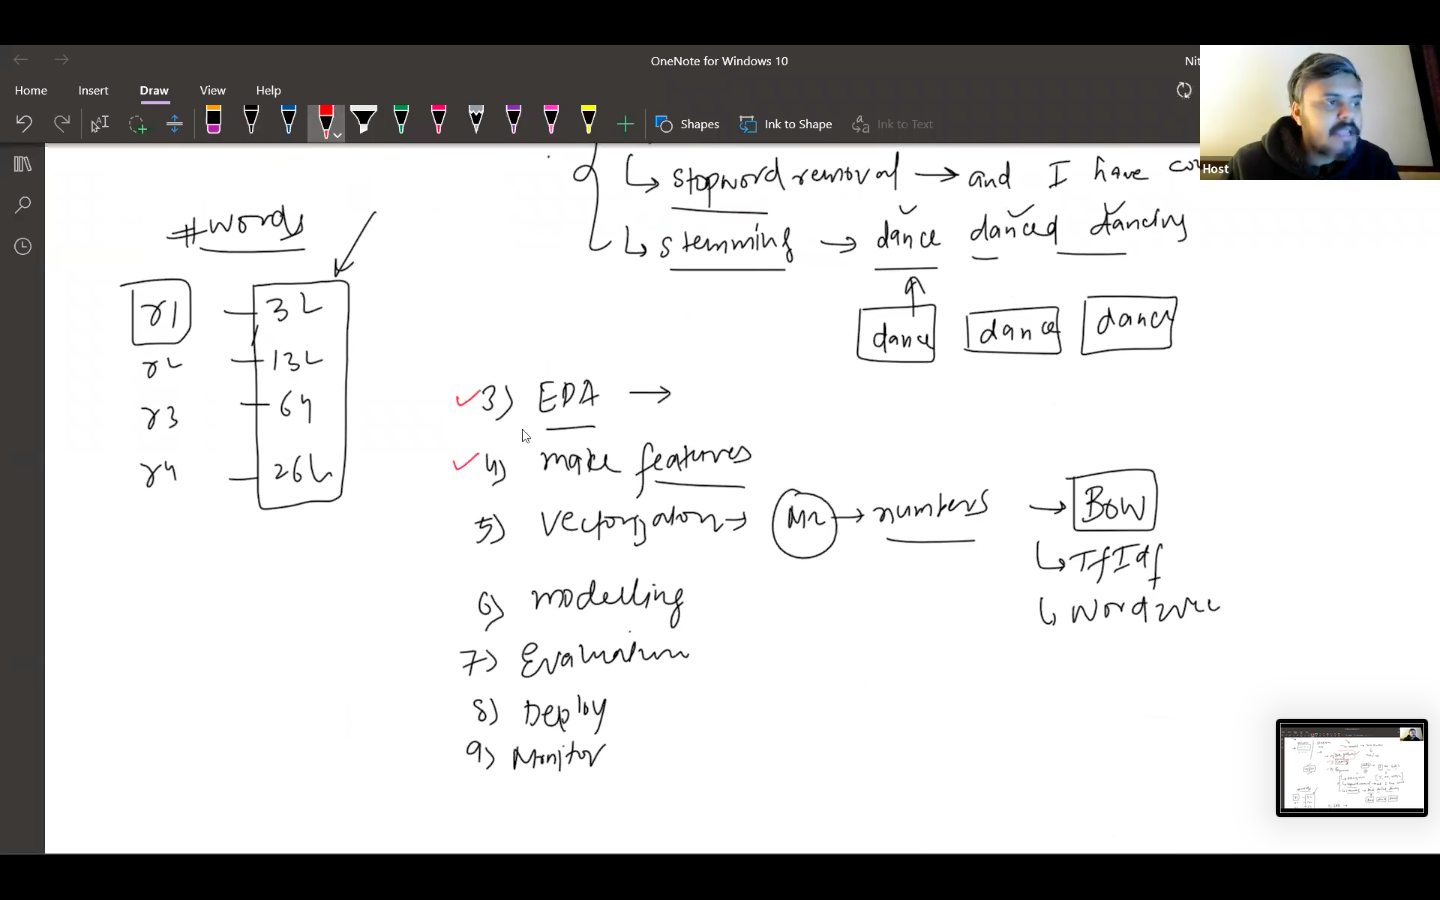 OneNote for Windows 10
Nit
Home Insert Draw View Help
Shapes Ink to Shape Ink to Text
Host
stopword removal → and I have co
stemming → dance danced dancing
dance dance dance
#words
r1 - 32
r2 - 132
r3 - 64
r4 - 262
3) EDA →
4) make features
5) Vectorization → → numbers → BOW
TfIdf
Word2vec
6) modelling
7) Evaluation
8) Deploy
9) Monitor